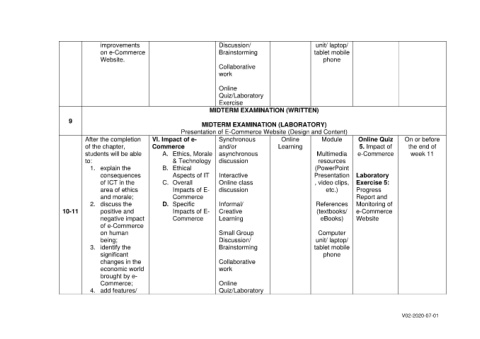 improvements
on e-Commerce
Website.
Discussion/
Brainstorming
Collaborative
work
Online
Quiz/Laboratory
Exercise
unit/ laptop/
tablet mobile
phone
9
MIDTERM EXAMINATION (WRITTEN)
MIDTERM EXAMINATION (LABORATORY)
Presentation of E-Commerce Website (Design and Content)
10-11
After the completion
of the chapter,
students will be able
to:
1. explain the
consequences
of ICT in the
area of ethics
and morale;
2. discuss the
positive and
negative impact
of e-Commerce
on human
being;
3. identify the
significant
changes in the
economic world
brought by e-
Commerce;
4. add features/
VI. Impact of e-
Commerce
A. Ethics, Morale
& Technology
B. Ethical
Aspects of IT
C. Overall
Impacts of E-
Commerce
D. Specific
Impacts of E-
Commerce
Synchronous
and/or
asynchronous
discussion
Interactive
Online class
discussion
Informal/
Creative
Learning
Small Group
Discussion/
Brainstorming
Collaborative
work
Online
Quiz/Laboratory
Online
Learning
Module
Multimedia
resources
(PowerPoint
Presentation
, video clips,
etc.)
References
(textbooks/
eBooks)
Computer
unit/ laptop/
tablet mobile
phone
Online Quiz
5. Impact of
e-Commerce
Laboratory
Exercise 5:
Progress
Report and
Monitoring of
e-Commerce
Website
On or before
the end of
week 11
V02-2020-07-01